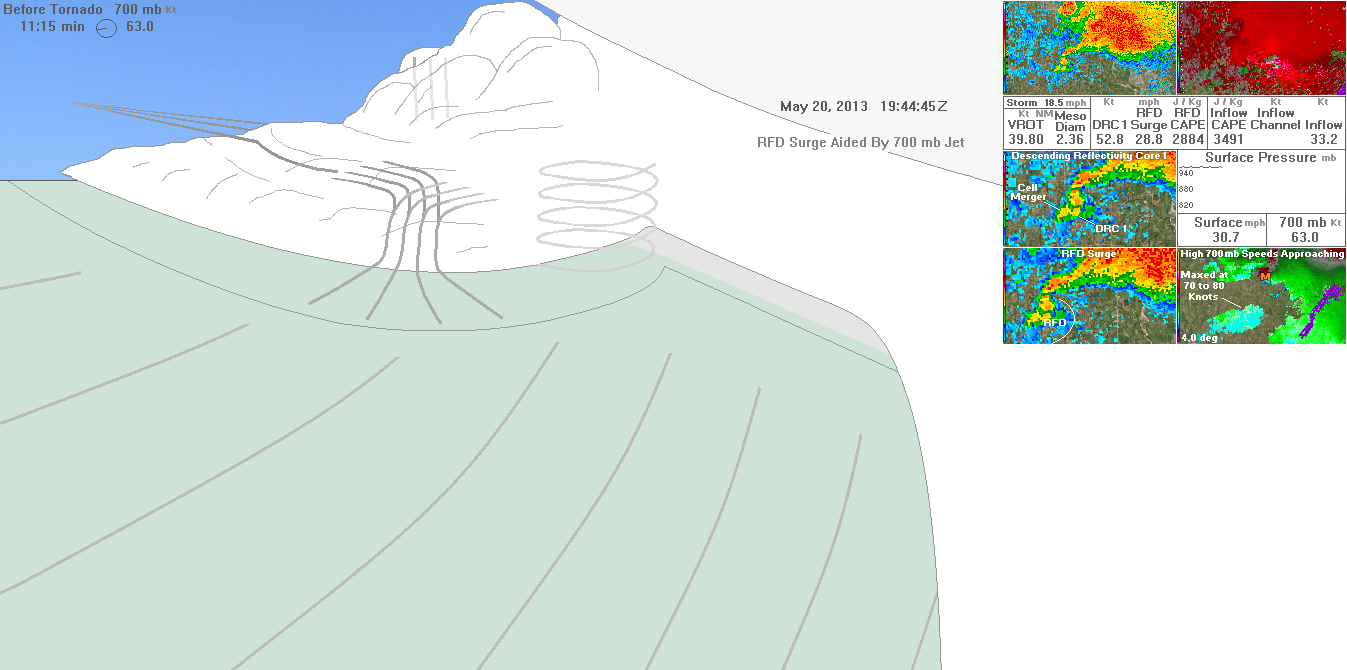 Before Tornado 700 mb Kt
11:15 min 63.0
May 20, 2013 19:44:45Z
RFD Surge Aided By 700 mb Jet
Storm 18.5 mph
Kt NM
VROT Meso Diam
39.80 2.36
Kt mph J / Kg
DRC1 RFD Surge RFD CAPE
52.8 28.8 2884
J / Kg Kt Kt
Inflow CAPE Inflow Channel Inflow
3491 33.2
Descending Reflectivity Core1
Cell
Merger
DRC 1
Surface Pressure mb
940
880
820
Surface mph 700 mb Kt
30.7 63.0
RFD Surge
RFD
High 700mb Speeds Approaching
Maxed at
70 to 80
Knots
M
4.0 deg